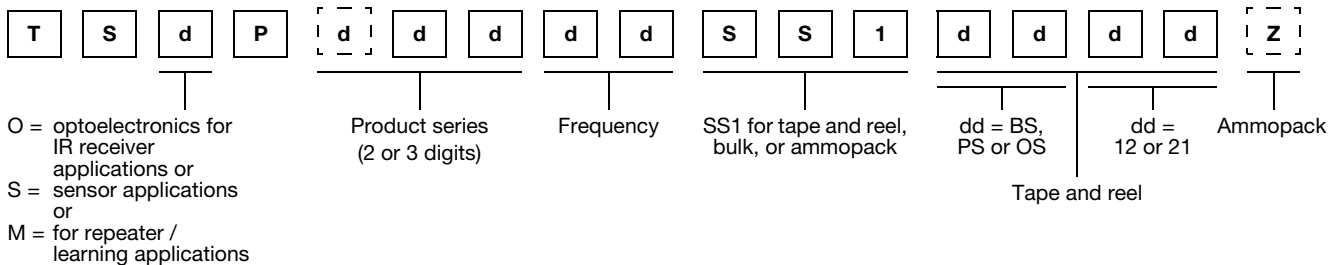 T S d P d d d d d S S 1 d d d d Z
O = optoelectronics for
IR receiver
applications or
S = sensor applications
or
M = for repeater /
learning applications
Product series
(2 or 3 digits)
Frequency
SS1 for tape and reel,
bulk, or ammopack
dd = BS,
PS or OS
dd =
12 or 21
Tape and reel
Ammopack